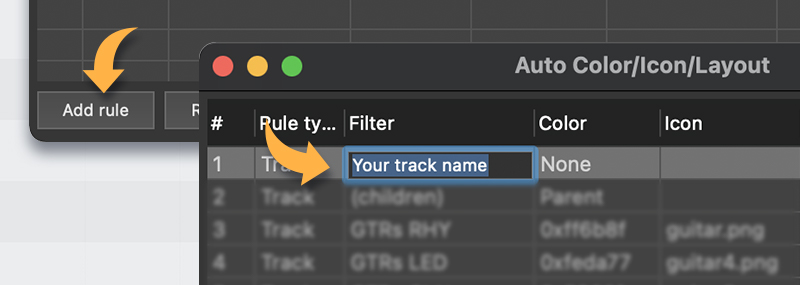 Auto Color/Icon/Layout
Add rule
R
# Rule ty... Filter Color Icon
1 Track Your track name None
2 Track (children) Parent
3 Track GTRs RHY 0xff6b8f guitar.png
4 Track GTRs LED 0xfeda77 guitar4.png